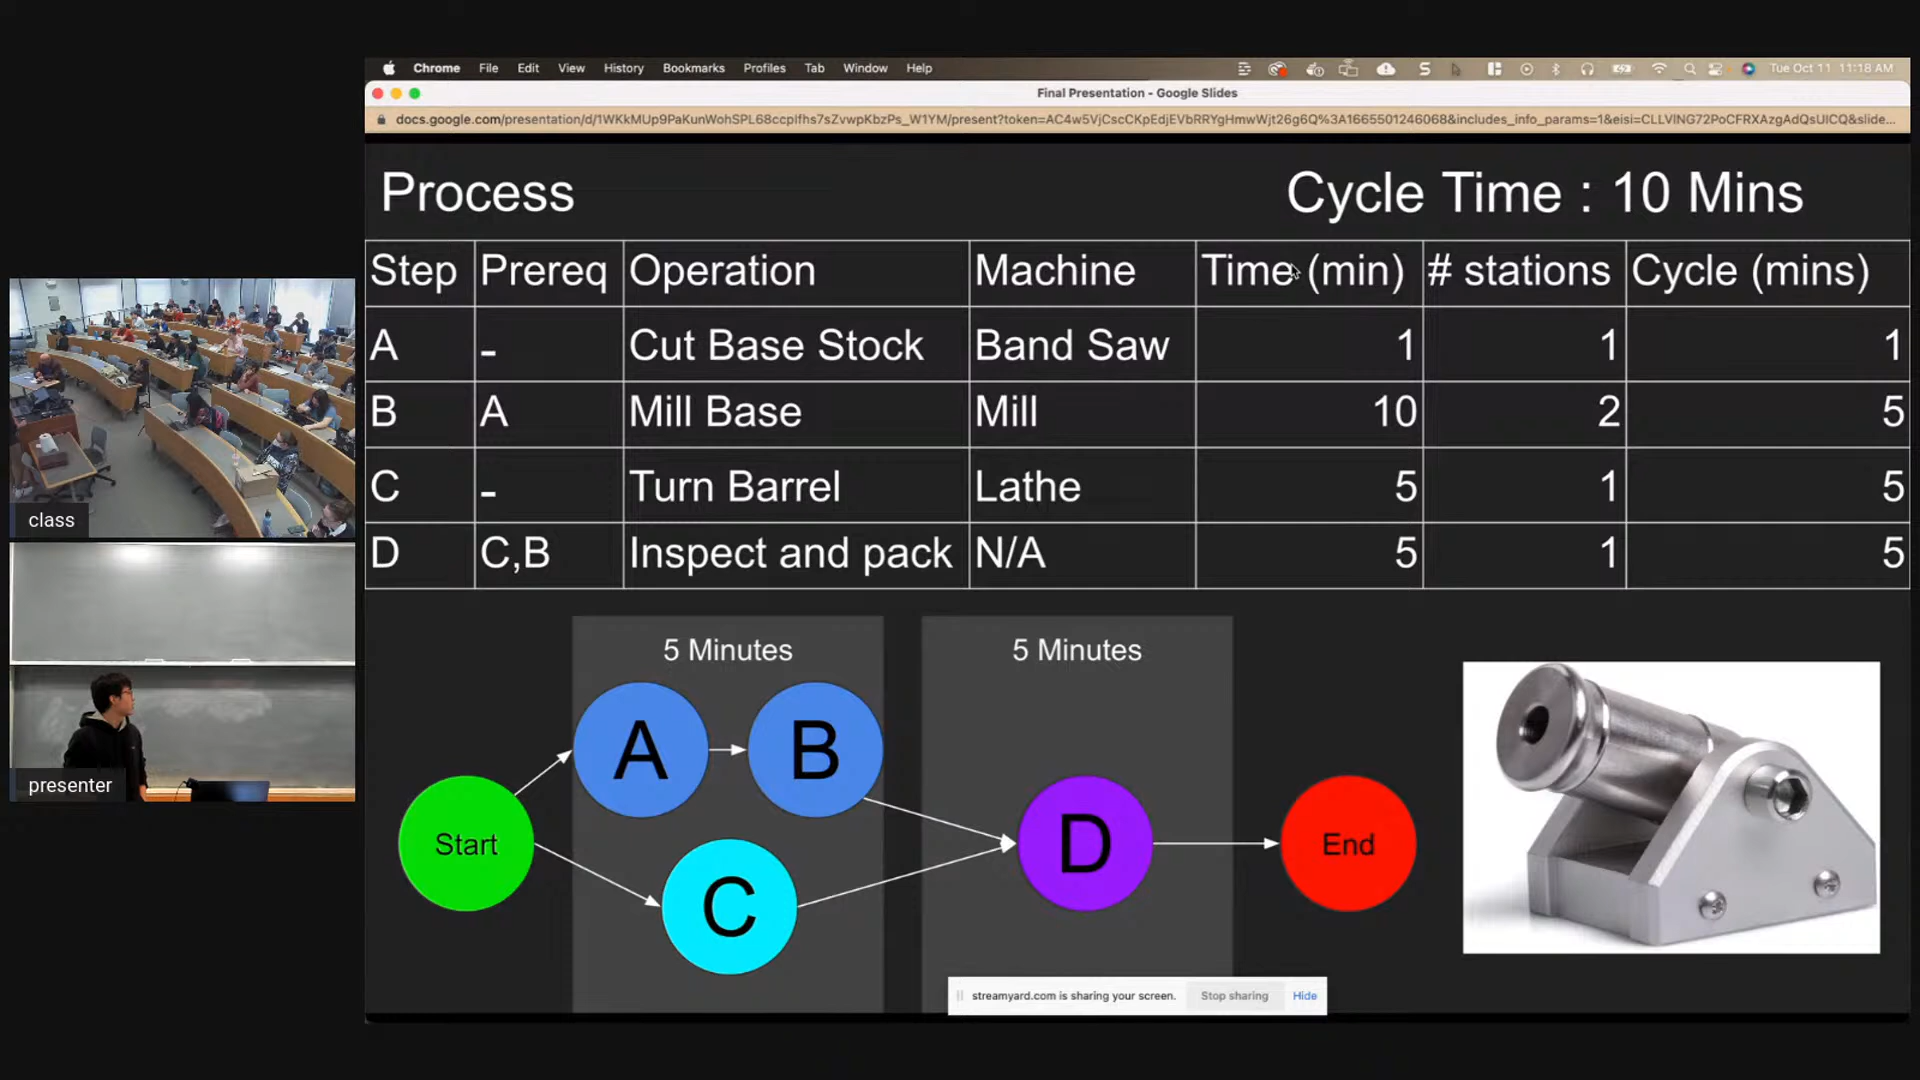 Chrome File Edit View History Bookmarks Profiles Tab Window Help
Tue Oct 11 11:18 AM
Final Presentation - Google Slides
Process
Cycle Time : 10 Mins
Step Prereq Operation Machine Time (min) # stations Cycle (mins)
A - Cut Base Stock Band Saw 1 1 1
B A Mill Base Mill 10 2 5
C - Turn Barrel Lathe 5 1 5
D C,B Inspect and pack N/A 5 1 5
5 Minutes
5 Minutes
A
B
Start
D
End
C
class
presenter
streamyard.com is sharing your screen.
Stop sharing
Hide